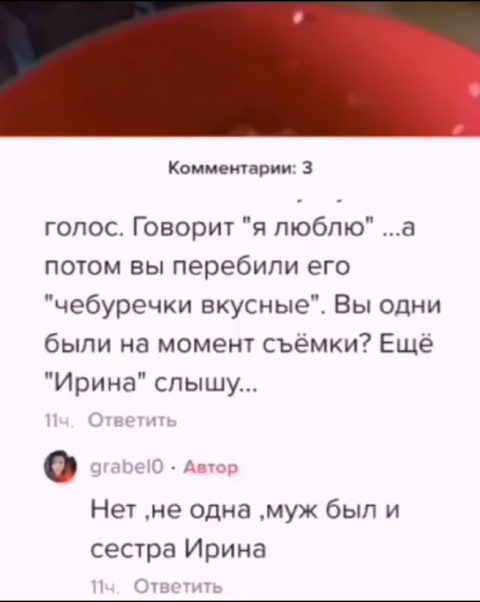 Комментарии: 3
голос. Говорит "я люблю" ...а
потом вы перебили его
"чебуречки вкусные". Вы одни
были на момент съёмки? Ещё
"Ирина" слышу...
11ч. Ответить
grabel0 · Автор
Нет ,не одна ,муж был и
сестра Ирина
11ч. Ответить